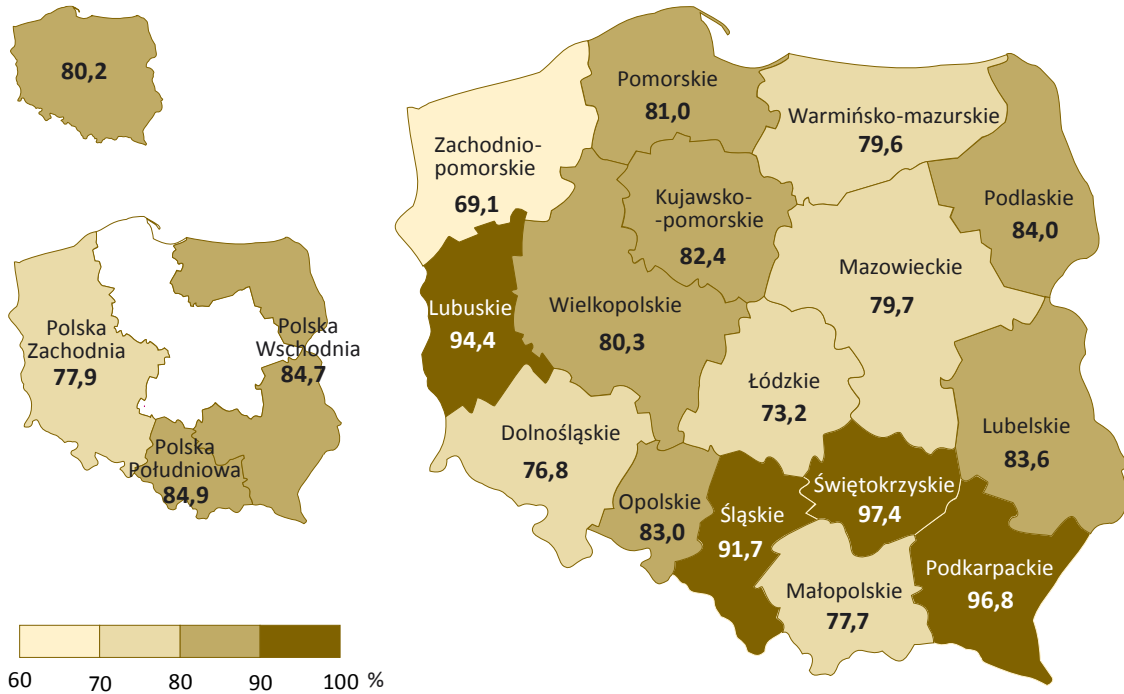 80,2
Polska
Zachodnia
77,9
Polska
Wschodnia
84,7
Polska
Południowa
84,9
60 70 80 90 100 %
Pomorskie
81,0
Warmińsko-mazurskie
79,6
Zachodnio-
pomorskie
69,1
Kujawsko-
-pomorskie
82,4
Podlaskie
84,0
Mazowieckie
79,7
Lubuskie
94,4
Wielkopolskie
80,3
Łódzkie
73,2
Dolnośląskie
76,8
Lubelskie
83,6
Opolskie
83,0
Śląskie
91,7
Świętokrzyskie
97,4
Małopolskie
77,7
Podkarpackie
96,8